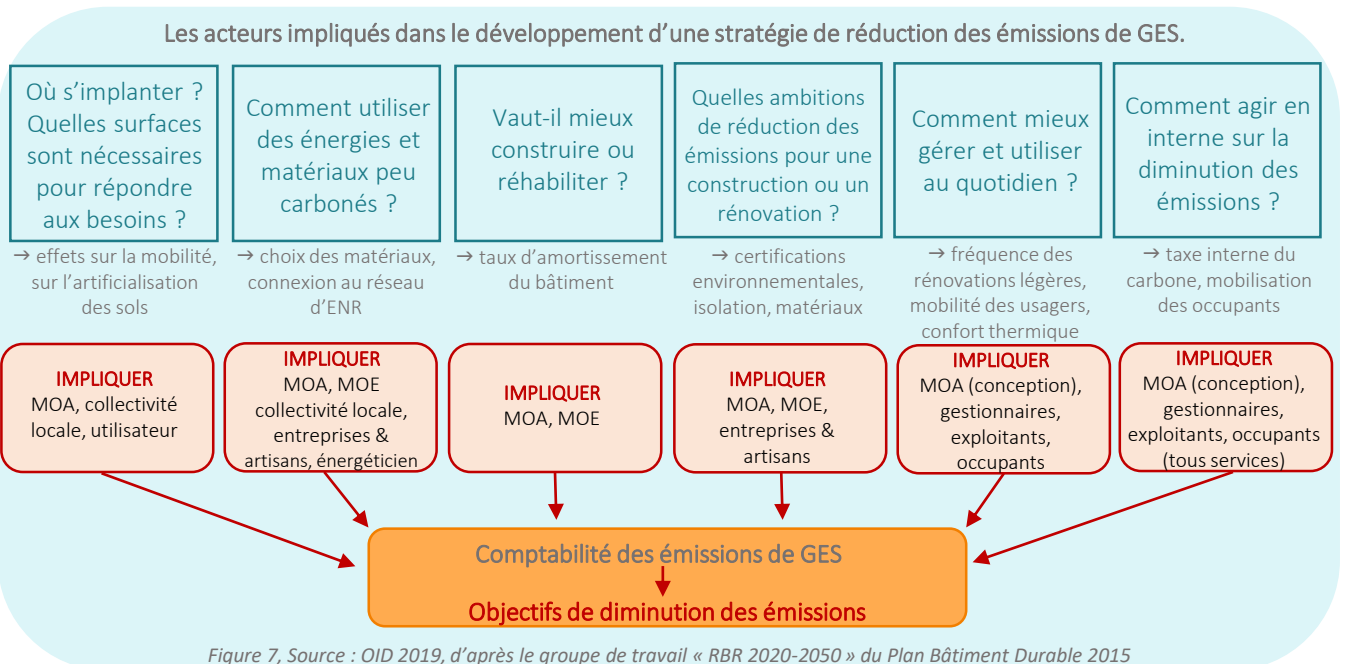 Les acteurs impliqués dans le développement d'une stratégie de réduction des émissions de GES.
Où s'implanter ?
Quelles surfaces
sont nécessaires
pour répondre
aux besoins ?
→ effets sur la mobilité,
sur l'artificialisation
des sols
IMPLIQUER
MOA, collectivité
locale, utilisateur
Comment utiliser
des énergies et
matériaux peu
carbonés ?
→ choix des matériaux,
connexion au réseau
d'ENR
IMPLIQUER
MOA, MOE
collectivité locale,
entreprises &
artisans, énergéticien
Vaut-il mieux
construire ou
réhabiliter ?
→ taux d'amortissement
du bâtiment
IMPLIQUER
MOA, MOE
Quelles ambitions
de réduction des
émissions pour une
construction ou un
rénovation ?
→ certifications
environnementales,
isolation, matériaux
IMPLIQUER
MOA, MOE,
entreprises &
artisans
Comment mieux
gérer et utiliser
au quotidien ?
→ fréquence des
rénovations légères,
mobilité des usagers,
confort thermique
IMPLIQUER
MOA (conception),
gestionnaires,
exploitants,
occupants
Comment agir en
interne sur la
diminution des
émissions ?
→ taxe interne du
carbone, mobilisation
des occupants
IMPLIQUER
MOA (conception),
gestionnaires,
exploitants, occupants
(tous services)
Comptabilité des émissions de GES
Objectifs de diminution des émissions
Figure 7, Source : OID 2019, d'après le groupe de travail « RBR 2020-2050 » du Plan Bâtiment Durable 2015